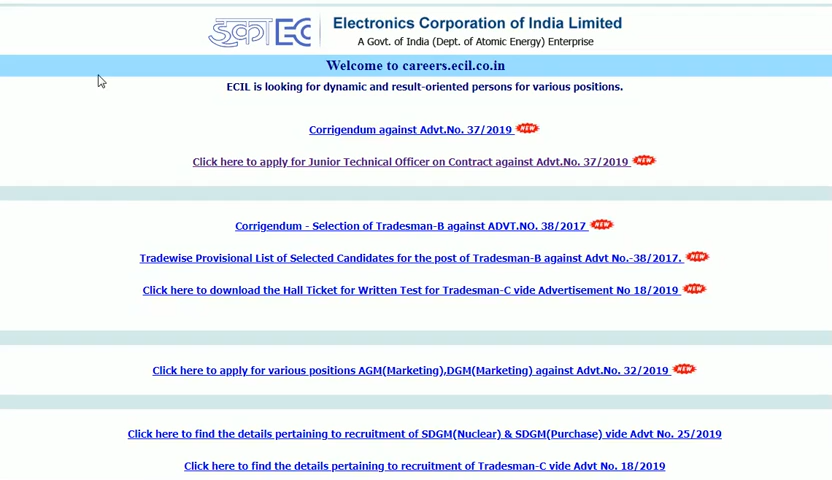 इकाई EC Electronics Corporation of India Limited
A Govt. of India (Dept. of Atomic Energy) Enterprise
Welcome to careers.ecil.co.in
ECIL is looking for dynamic and result-oriented persons for various positions.
Corrigendum against Advt.No. 37/2019 NEW
Click here to apply for Junior Technical Officer on Contract against Advt.No. 37/2019 NEW
Corrigendum - Selection of Tradesman-B against ADVT.NO. 38/2017 NEW
Tradewise Provisional List of Selected Candidates for the post of Tradesman-B against Advt No.-38/2017. NEW
Click here to download the Hall Ticket for Written Test for Tradesman-C vide Advertisement No 18/2019 NEW
Click here to apply for various positions AGM(Marketing),DGM(Marketing) against Advt.No. 32/2019 NEW
Click here to find the details pertaining to recruitment of SDGM(Nuclear) & SDGM(Purchase) vide Advt No. 25/2019
Click here to find the details pertaining to recruitment of Tradesman-C vide Advt No. 18/2019